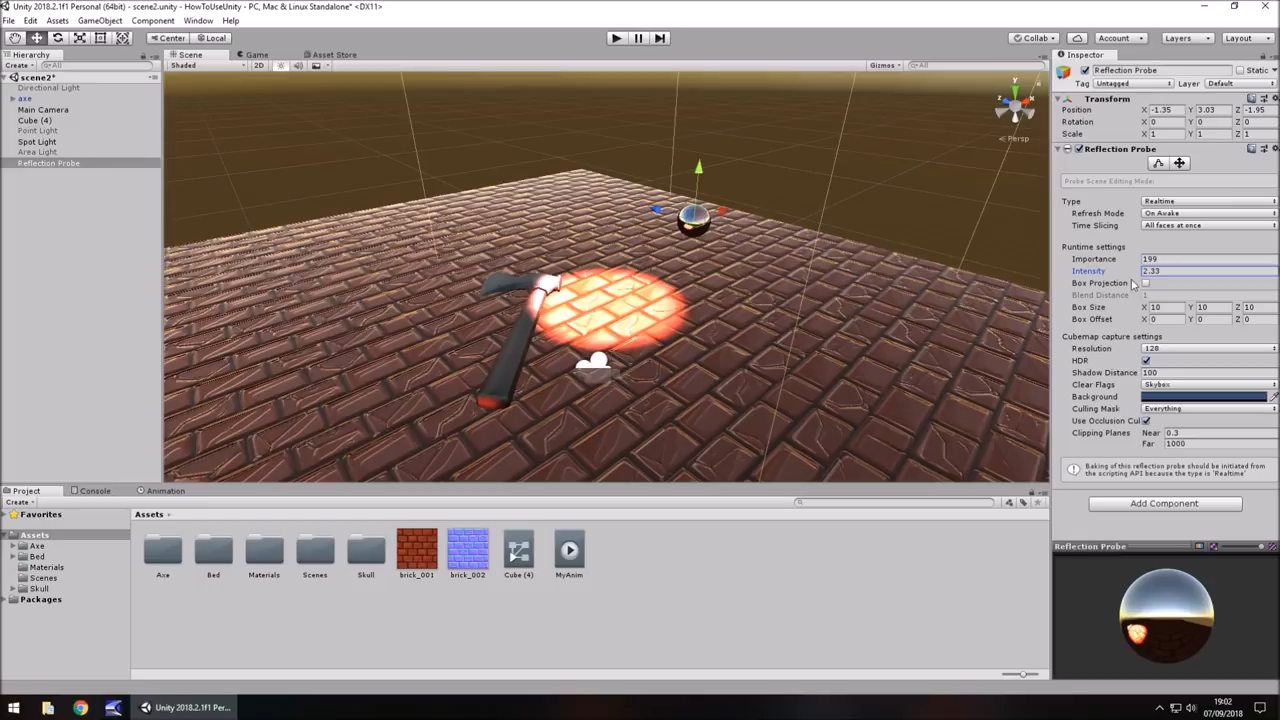 Unity 2018.2.1f1 Personal (64bit) - scene2.unity - HowToUseUnity - PC, Mac & Linux Standalone* <DX11>
File Edit Assets GameObject Component Window Help
Center Local Collab Account Layers Layout
Hierarchy Scene Game Asset Store Inspector
Create All Shaded 2D Gizmos All Reflection Probe Static
scene2*
Tag Untagged Layer Default
Directional Light
axe
Main Camera
Cube (4)
Point Light
Spot Light
Area Light
Reflection Probe
y
x
Persp
Transform
Position X -1.35 Y 3.03 Z -1.95
Rotation X 0 Y 0 Z 0
Scale X 1 Y 1 Z 1
Reflection Probe
Probe Scene Editing Mode:
Type Realtime
Refresh Mode On Awake
Time Slicing All faces at once
Runtime settings
Importance 199
Intensity 2.33
Box Projection
Blend Distance 1
Box Size X 10 Y 10 Z 10
Box Offset X 0 Y 0 Z 0
Cubemap capture settings
Resolution 128
HDR
Shadow Distance 100
Clear Flags Skybox
Background
Culling Mask Everything
Use Occlusion Cul
Clipping Planes Near 0.3
Far 1000
Baking of this reflection probe should be initiated from
the scripting API because the type is 'Realtime'
Add Component
Reflection Probe
Project Console Animation
Create
Favorites
Assets
Axe
Bed
Materials
Scenes
Skull
Packages
Assets
Axe Bed Materials Scenes Skull brick_001 brick_002 Cube (4) MyAnim
Unity 2018.2.1f1 Per...
19:02
07/09/2018